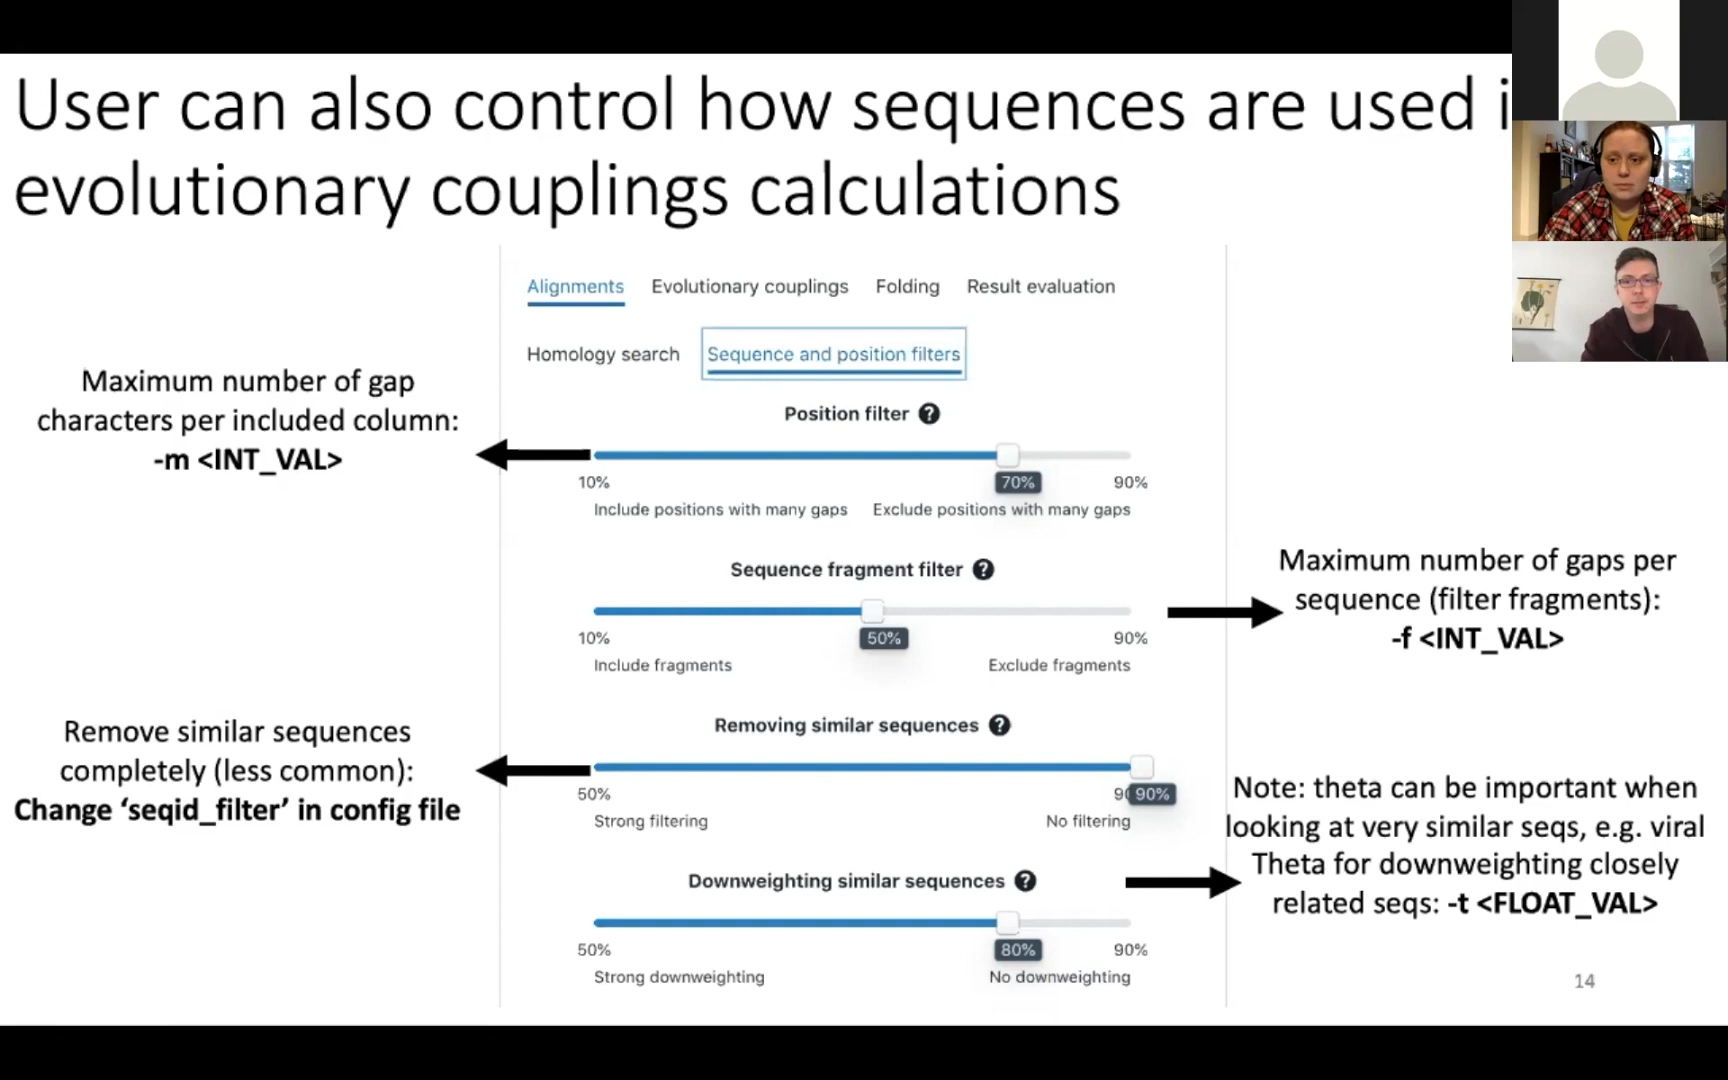 User can also control how sequences are used i
evolutionary couplings calculations
Alignments Evolutionary couplings Folding Result evaluation
Homology search Sequence and position filters
Maximum number of gap
characters per included column:
-m <INT_VAL>
Position filter ?
10% 70% 90%
Include positions with many gaps Exclude positions with many gaps
Sequence fragment filter ?
10% 50% 90%
Include fragments Exclude fragments
Maximum number of gaps per
sequence (filter fragments):
-f <INT_VAL>
Remove similar sequences
completely (less common):
Change ‘seqid_filter’ in config file
Removing similar sequences ?
50% 90%
Strong filtering No filtering
Note: theta can be important when
looking at very similar seqs, e.g. viral
Theta for downweighting closely
related seqs: -t <FLOAT_VAL>
Downweighting similar sequences ?
50% 80% 90%
Strong downweighting No downweighting
14